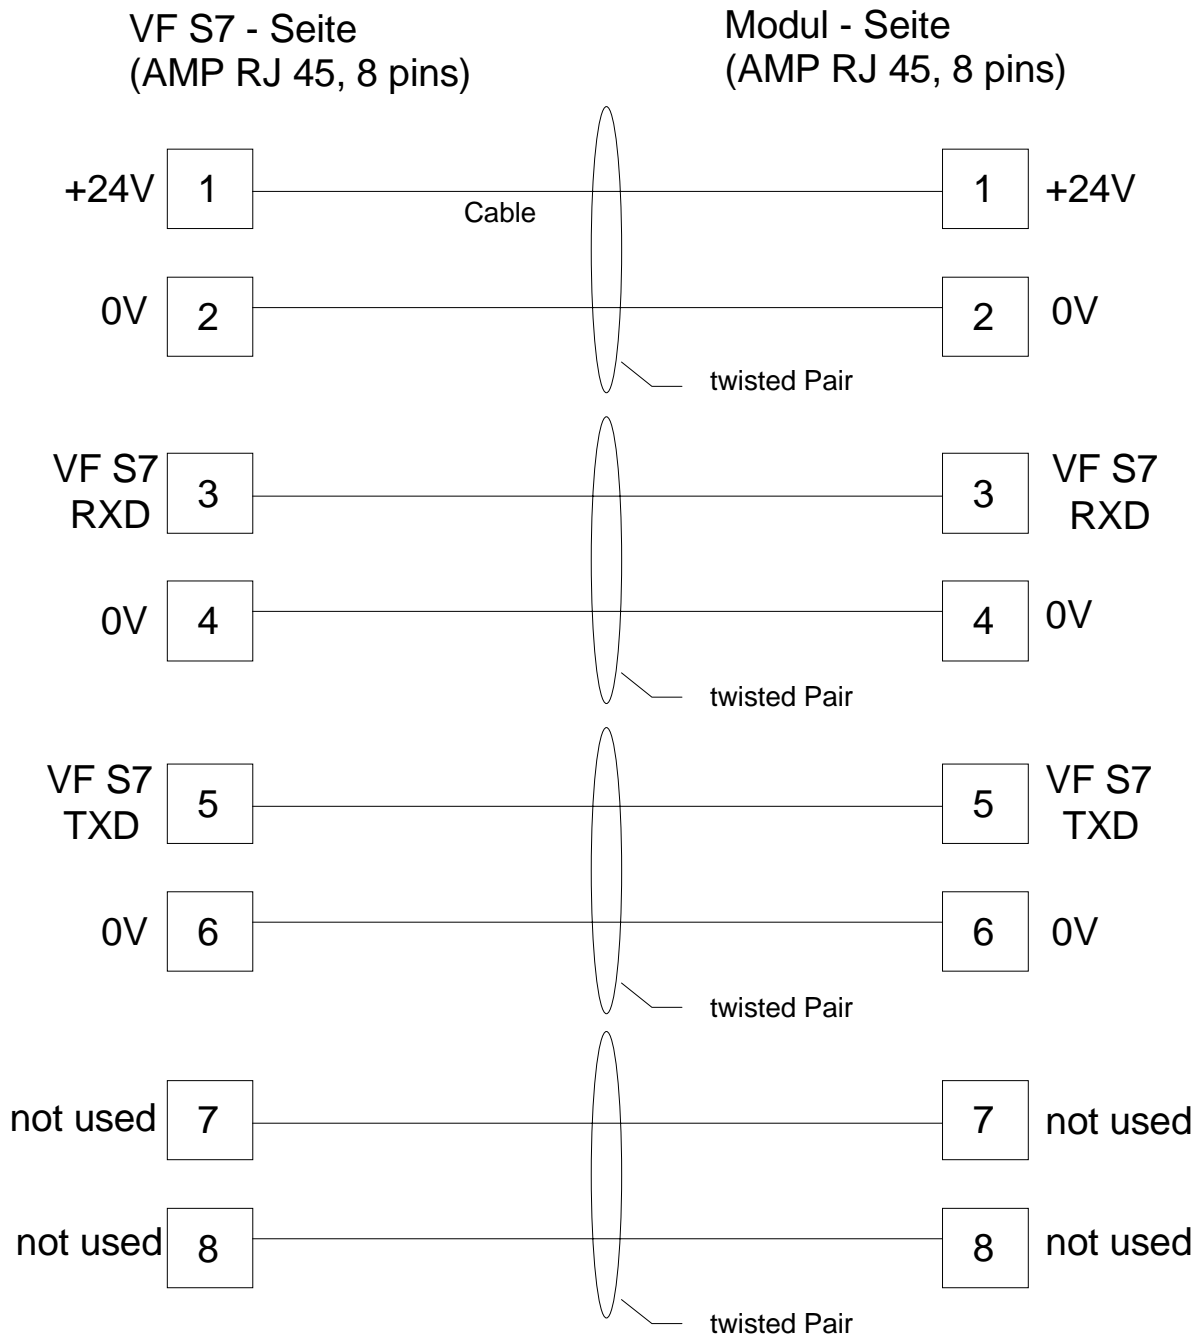 VF S7 - Seite
(AMP RJ 45, 8 pins)
Modul - Seite
(AMP RJ 45, 8 pins)
+24V 1 1 +24V
Cable
0V 2 2 0V
twisted Pair
VF S7 VF S7
3 3
RXD RXD
0V 4 4 0V
twisted Pair
VF S7 VF S7
5 5
TXD TXD
0V 6 6 0V
twisted Pair
not used 7 7 not used
not used 8 8 not used
twisted Pair